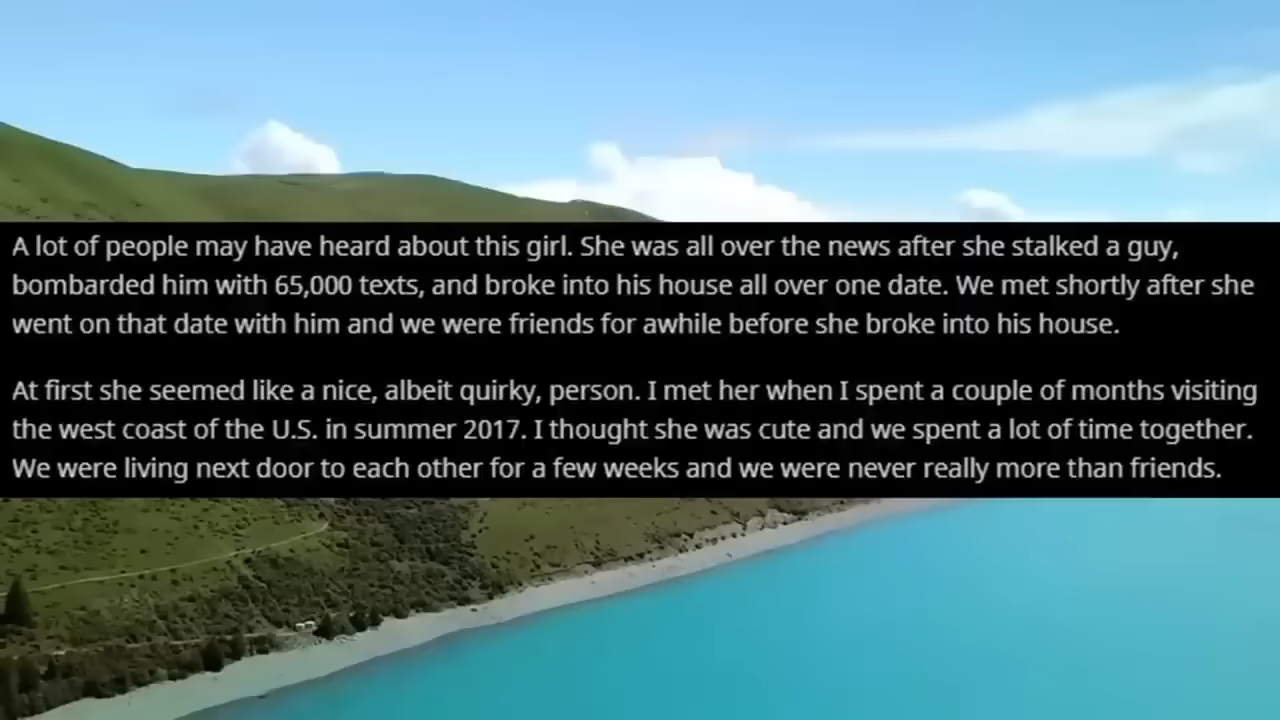 A lot of people may have heard about this girl. She was all over the news after she stalked a guy,
bombarded him with 65,000 texts, and broke into his house all over one date. We met shortly after she
went on that date with him and we were friends for awhile before she broke into his house.
At first she seemed like a nice, albeit quirky, person. I met her when I spent a couple of months visiting
the west coast of the U.S. in summer 2017. I thought she was cute and we spent a lot of time together.
We were living next door to each other for a few weeks and we were never really more than friends.